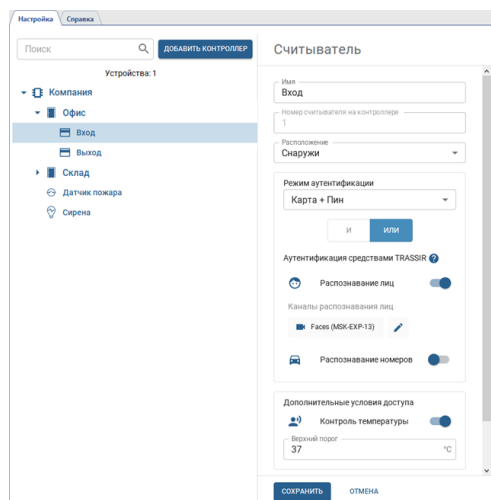 Настройка
Справка
Поиск
ДОБАВИТЬ КОНТРОЛЛЕР
Устройства: 1
Компания
Офис
Вход
Выход
Склад
Датчик пожара
Сирена
Считыватель
Имя
Вход
Номер считывателя на контроллере
1
Расположение
Снаружи
Режим аутентификации
Карта + Пин
И
ИЛИ
Аутентификация средствами TRASSIR ?
Распознавание лиц
Каналы распознавания лиц
Faces (MSK-EXP-13)
Распознавание номеров
Дополнительные условия доступа
Контроль температуры
Верхний порог
37 °C
СОХРАНИТЬ
ОТМЕНА